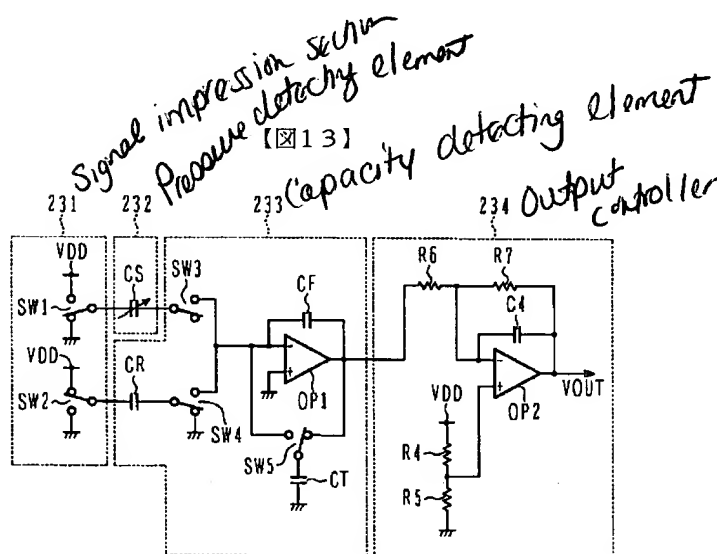 Signal impression section
Pressure detachy element
【図13】
Capacity detecting element
231
232
233
234
Output controller
VDD
SW1
CS
SW3
CF
R6
R7
C4
VDD
SW2
CR
SW4
OP1
SW5
CT
VDD
R4
R5
OP2
VOUT